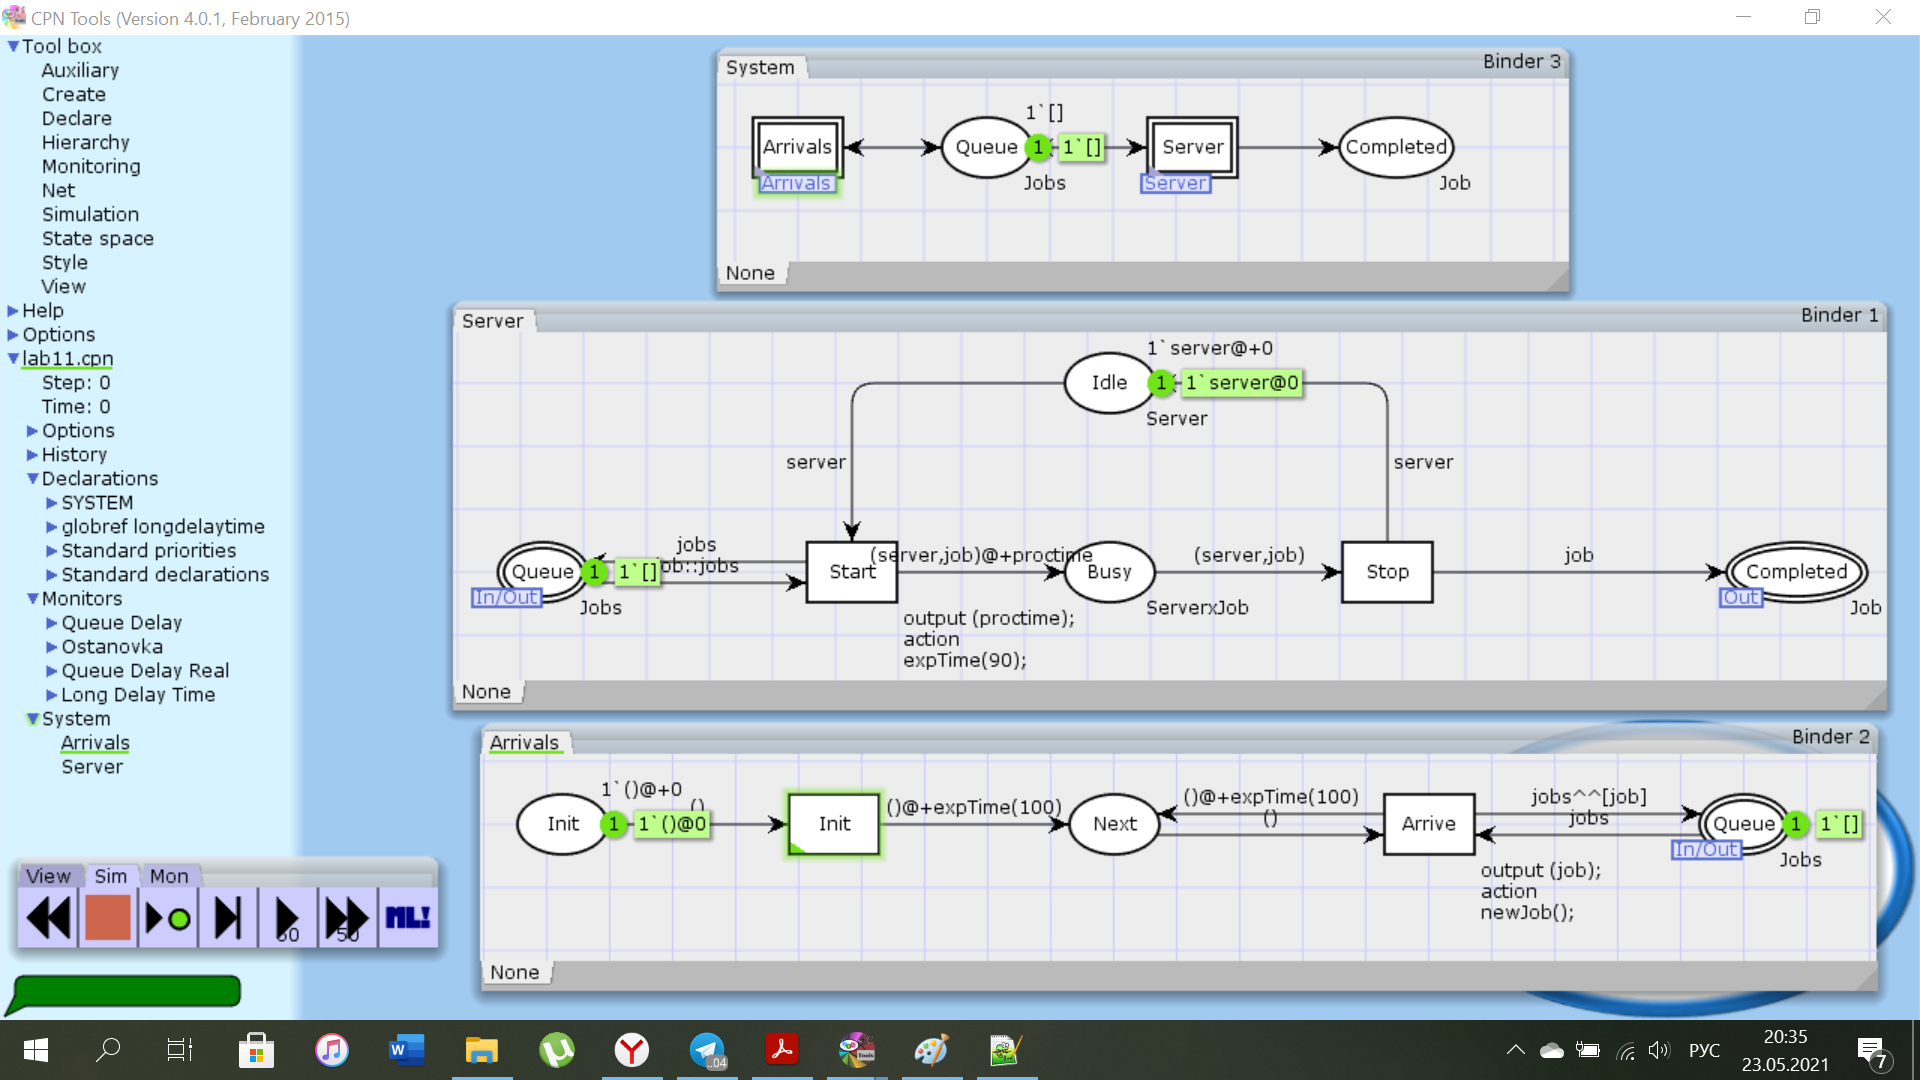 CPN Tools (Version 4.0.1, February 2015)
Tool box
Auxiliary
Create
Declare
Hierarchy
Monitoring
Net
Simulation
State space
Style
View
Help
Options
lab11.cpn
Step: 0
Time: 0
Options
History
Declarations
SYSTEM
globref longdelaytime
Standard priorities
Standard declarations
Monitors
Queue Delay
Ostanovka
Queue Delay Real
Long Delay Time
System
Arrivals
Server
View Sim Mon
50
50
ML!
System
Binder 3
1`[]
Arrivals
Queue
1
1`[]
Server
Completed
Arrivals
Jobs
Server
Job
None
Server
Binder 1
1`server@+0
Idle
1
1`server@0
Server
server
server
jobs
job::jobs
(server,job)@+proctime
(server,job)
job
Queue
1
1`[]
Start
Busy
Stop
Completed
In/Out
Jobs
ServerxJob
Out
Job
output (proctime);
action
expTime(90);
None
Arrivals
Binder 2
1`()@+0
()
()@+expTime(100)
()@+expTime(100)
()
jobs^^[job]
jobs
Init
1
1`()@0
Init
Next
Arrive
Queue
1
1`[]
In/Out
Jobs
output (job);
action
newJob();
None
W
.04
Tools
РУС
20:35
23.05.2021
7